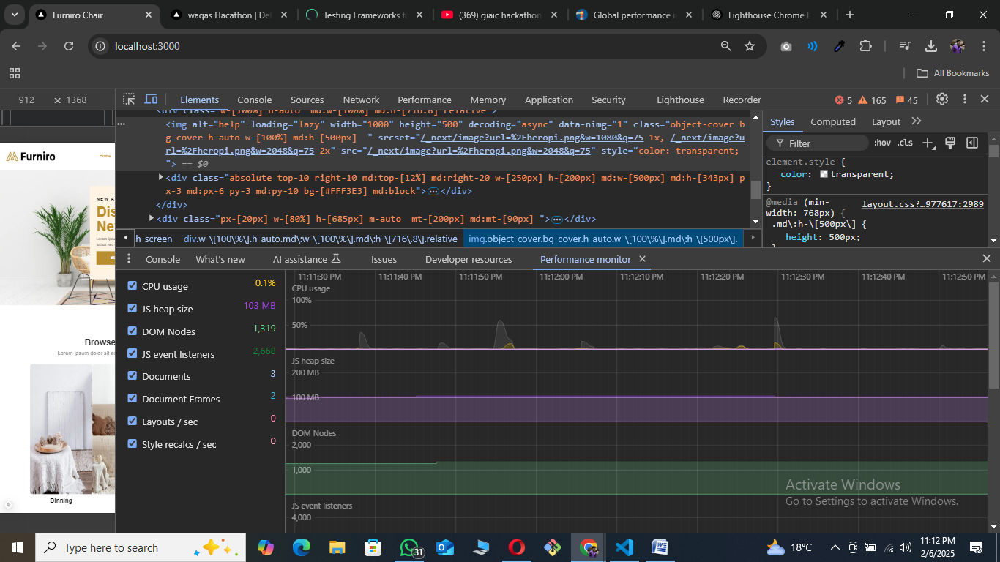 Furniro Chair
waqas Hacathon | De
Testing Frameworks f
(369) giaic hackathon
Global performance i
Lighthouse Chrome E
localhost:3000
All Bookmarks
912 × 1368
Elements Console Sources Network Performance Memory Application Security Lighthouse Recorder 5 165 45
<div class="w-[100%] h-auto md:w-[100%] md:h-[716.8] relative">
<img alt="help" loading="lazy" width="1000" height="500" decoding="async" data-nimg="1" class="object-cover b
g-cover h-auto w-[100%] md:h-[500px]  " srcset="/_next/image?url=%2Fheropi.png&w=1080&q=75 1x, /_next/image?u
rl=%2Fheropi.png&w=2048&q=75 2x" src="/_next/image?url=%2Fheropi.png&w=2048&q=75" style="color: transparent;
"> == $0
<div class="absolute top-10 right-10 md:top-[12%] md:right-20 w-[250px] h-[200px] md:w-[500px] md:h-[343px] p
x-3 md:px-6 py-3 md:py-10 bg-[#FFF3E3] md:block">…</div>
</div>
<div class="px-[20px] w-[80%] h-[685px] m-auto  mt-[200px] md:mt-[90px] ">…</div>
h-screen div.w-\[100\%\].h-auto.md\:w-\[100\%\].md\:h-\[716\.8\].relative img.object-cover.bg-cover.h-auto.w-\[100\%\].md\:h-\[500px\].
Styles Computed Layout
Filter :hov .cls
element.style {
color: transparent;
}
@media (min- layout.css?…977617:2989
width: 768px) {
.md\:h-\[500px\] {
height: 500px;
}
Console What's new AI assistance Issues Developer resources Performance monitor
CPU usage 0.1%
JS heap size 103 MB
DOM Nodes 1,319
JS event listeners 2,668
Documents 3
Document Frames 2
Layouts / sec 0
Style recalcs / sec 0
11:11:30 PM 11:11:40 PM 11:11:50 PM 11:12:00 PM 11:12:10 PM 11:12:20 PM 11:12:30 PM 11:12:40 PM 11:12:50 PM
CPU usage
100%
50%
JS heap size
200 MB
100 MB
DOM Nodes
2,000
1,000
JS event listeners
4,000
Activate Windows
Go to Settings to activate Windows.
Furniro Home
NEW A
Dis
Ne
Lorem ipsum
Browse
Lorem ipsum dolor sit a
Dinning
Type here to search
31
18°C
11:12 PM
2/6/2025